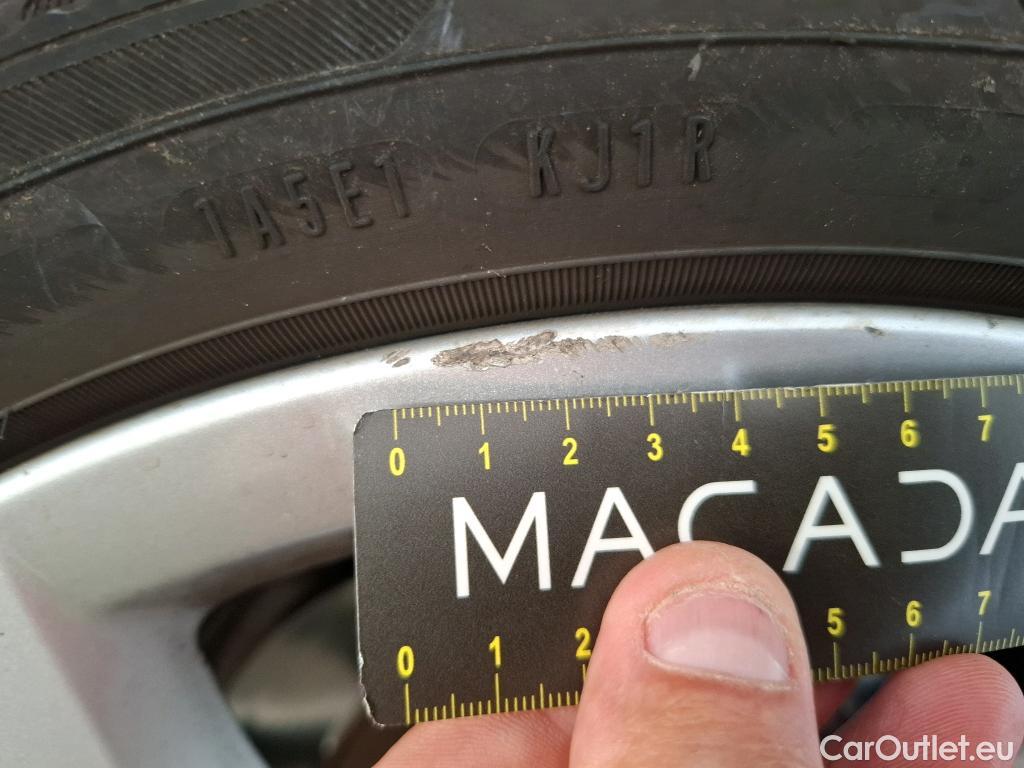 1A5E1 KJ1R
0 1 2 3 4 5 6 7
MACADA
0 1 2 5 6 7
CarOutlet.eu